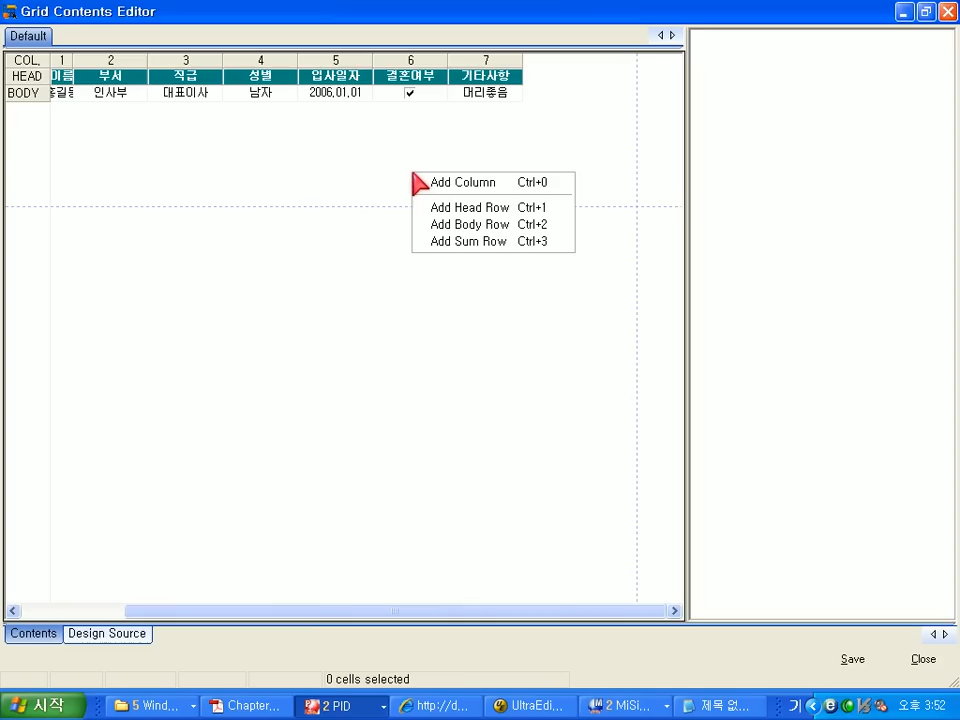 Grid Contents Editor
Default
COL, 1 2 3 4 5 6 7
HEAD 이름 부서 직급 성별 입사일자 결혼여부 기타사항
BODY 인사부 대표이사 남자 2006,01,01 머리좋음
Add Column Ctrl+0
Add Head Row Ctrl+1
Add Body Row Ctrl+2
Add Sum Row Ctrl+3
Contents Design Source
Save Close
0 cells selected
시작 5 Wind... Chapter... 2 PID http://d... UltraEdi... 2 MiSi... 제목 없... 오후 3:52